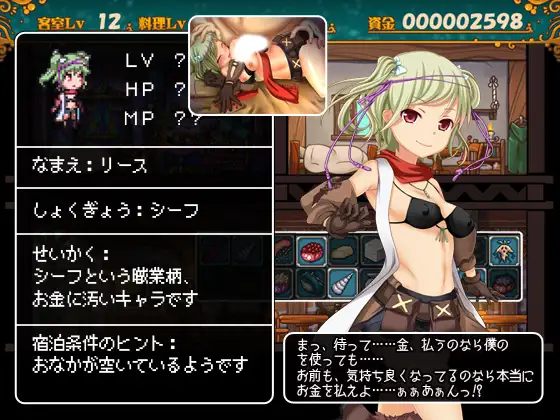 客室Lv 12 料理Lv
資金 000002598
LV ?
HP ?
MP ??
なまえ：リース
しょくぎょう：シーフ
せいかく：
シーフという職業柄、
お金に汚いキャラです
宿泊条件のヒント：
おなかが空いているようです
まっ、待って……金、払うのなら僕の
を使っても……
お前も、気持ち良くなってるのなら本当に
お金を払えよ……ぁぁあぁんっ!?